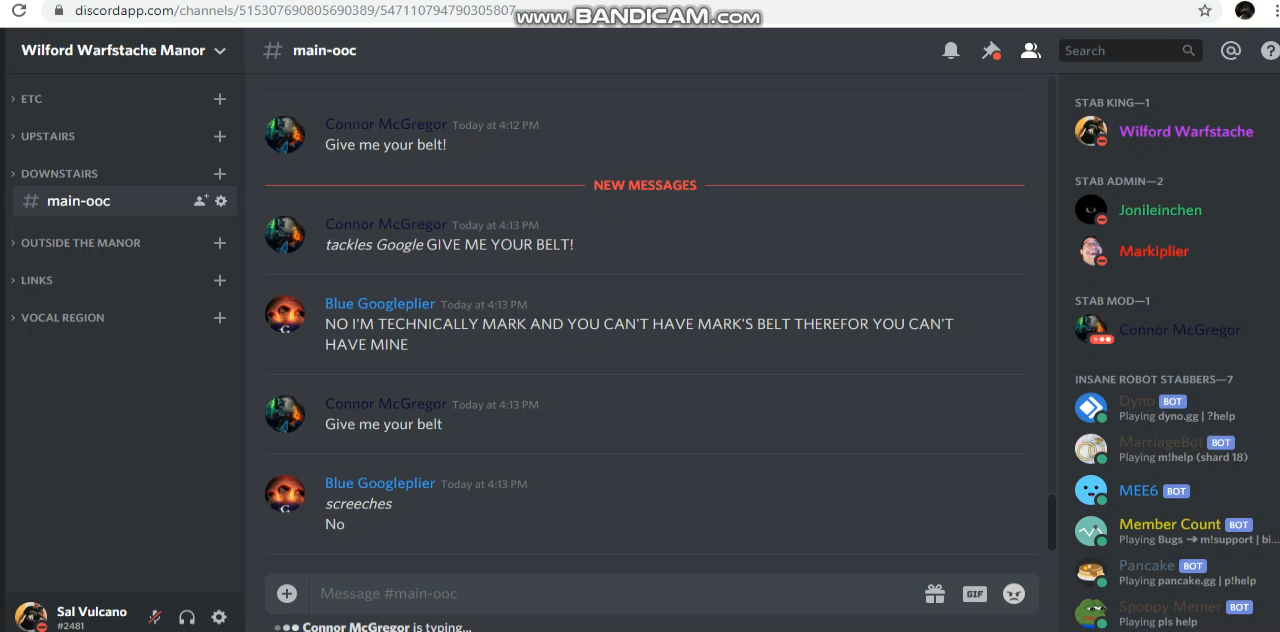 discordapp.com/channels/515307690805690389/547110794790305807
www.BANDICAM.com
Wilford Warfstache Manor
# main-ooc
Search
ETC
UPSTAIRS
DOWNSTAIRS
# main-ooc
OUTSIDE THE MANOR
LINKS
VOCAL REGION
Sal Vulcano
#2481
Connor McGregor Today at 4:12 PM
Give me your belt!
NEW MESSAGES
Connor McGregor Today at 4:13 PM
tackles Google GIVE ME YOUR BELT!
Blue Googleplier Today at 4:13 PM
NO I'M TECHNICALLY MARK AND YOU CAN'T HAVE MARK'S BELT THEREFOR YOU CAN'T
HAVE MINE
Connor McGregor Today at 4:13 PM
Give me your belt
Blue Googleplier Today at 4:13 PM
screeches
No
Message #main-ooc
GIF
Connor McGregor is typing...
STAB KING—1
Wilford Warfstache
STAB ADMIN—2
Jonileinchen
Markiplier
STAB MOD—1
Connor McGregor
INSANE ROBOT STABBERS—7
Dyno BOT
Playing dyno.gg | ?help
MarriageBot BOT
Playing m!help (shard 18)
MEE6 BOT
Member Count BOT
Playing Bugs ➔ m!support | bi...
Pancake BOT
Playing pancake.gg | p!help
Spoopy Memer BOT
Playing pls help